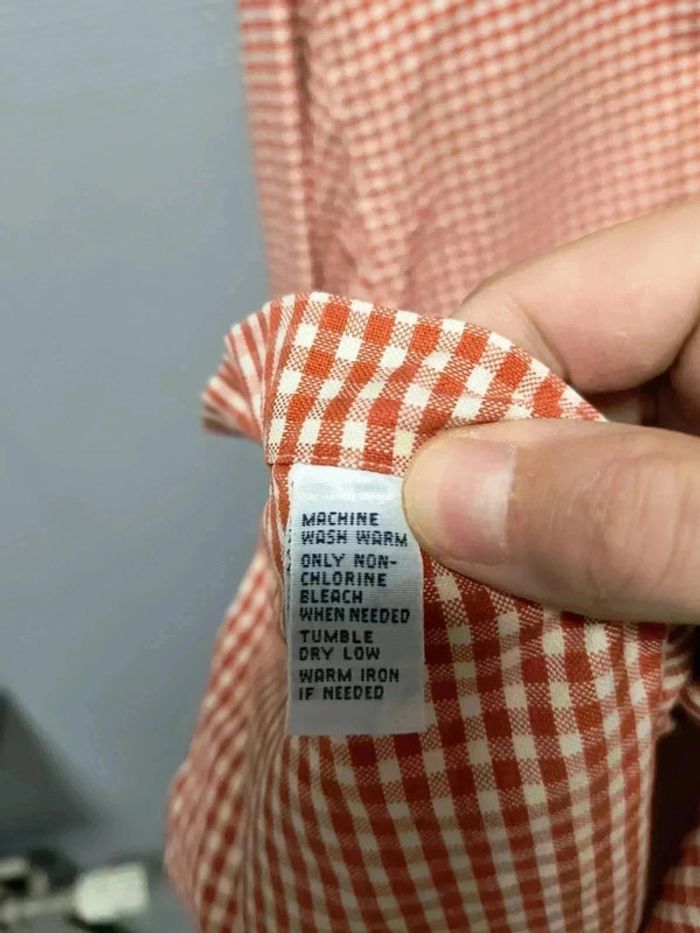 MACHINE
WASH WARM
ONLY NON-
CHLORINE
BLEACH
WHEN NEEDED
TUMBLE
DRY LOW
WARM IRON
IF NEEDED